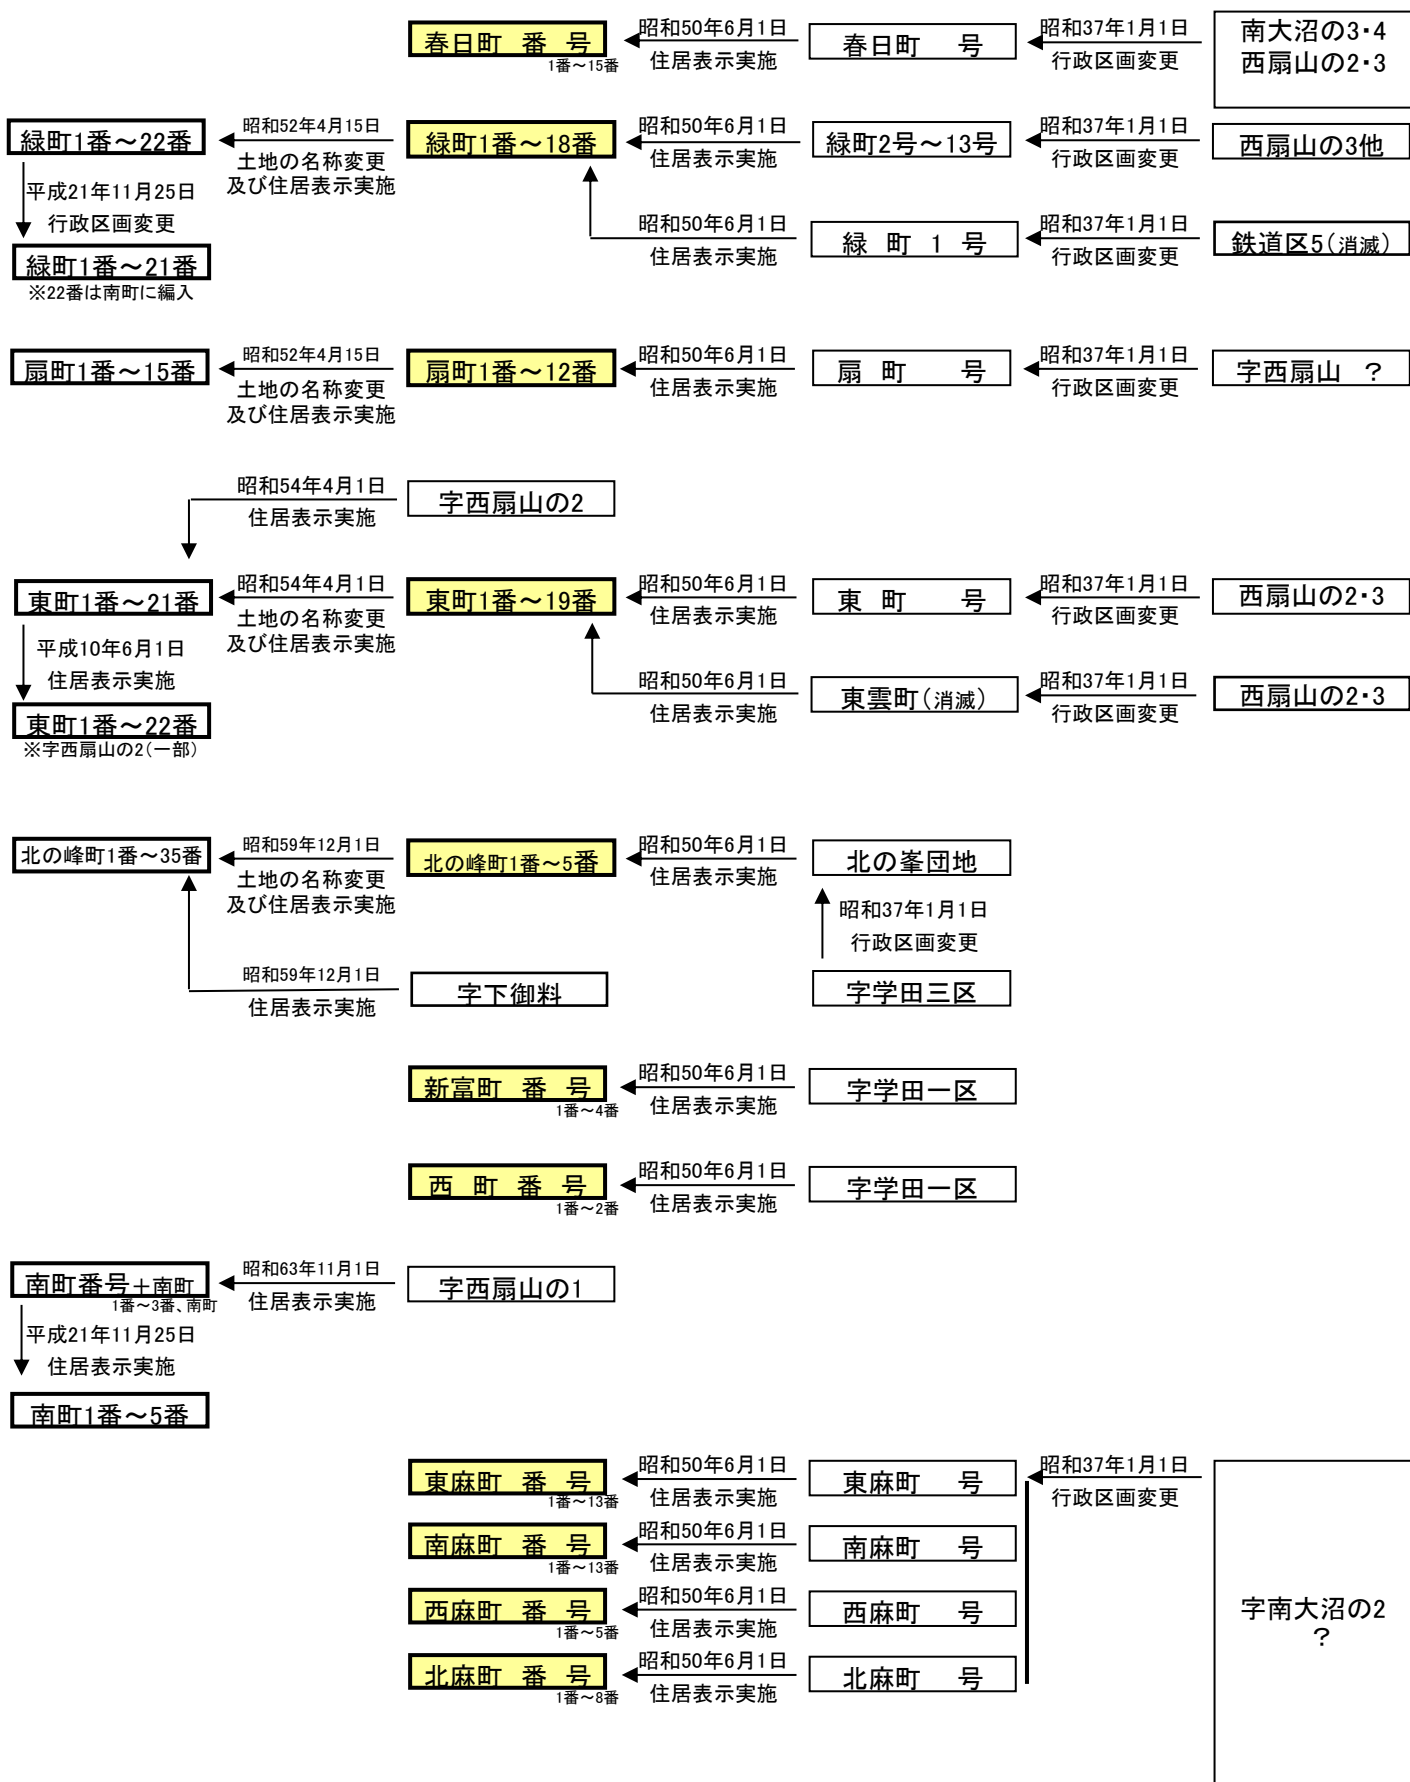 春日町 番 号
1番～15番
昭和50年6月1日
住居表示実施
春日町 号
昭和37年1月1日
行政区画変更
南大沼の3・4
西扇山の2・3
緑町1番～22番
昭和52年4月15日
土地の名称変更
及び住居表示実施
緑町1番～18番
昭和50年6月1日
住居表示実施
緑町2号～13号
昭和37年1月1日
行政区画変更
西扇山の3他
平成21年11月25日
行政区画変更
緑町1番～21番
※22番は南町に編入
昭和50年6月1日
住居表示実施
緑 町 1 号
昭和37年1月1日
行政区画変更
鉄道区5(消滅)
扇町1番～15番
昭和52年4月15日
土地の名称変更
及び住居表示実施
扇町1番～12番
昭和50年6月1日
住居表示実施
扇 町 号
昭和37年1月1日
行政区画変更
字西扇山 ?
昭和54年4月1日
住居表示実施
字西扇山の2
東町1番～21番
昭和54年4月1日
土地の名称変更
及び住居表示実施
東町1番～19番
昭和50年6月1日
住居表示実施
東 町 号
昭和37年1月1日
行政区画変更
西扇山の2・3
平成10年6月1日
住居表示実施
東町1番～22番
※字西扇山の2(一部)
昭和50年6月1日
住居表示実施
東雲町(消滅)
昭和37年1月1日
行政区画変更
西扇山の2・3
北の峰町1番～35番
昭和59年12月1日
土地の名称変更
及び住居表示実施
北の峰町1番～5番
昭和50年6月1日
住居表示実施
北の峯団地
昭和37年1月1日
行政区画変更
昭和59年12月1日
住居表示実施
字下御料
字学田三区
新富町 番 号
1番～4番
昭和50年6月1日
住居表示実施
字学田一区
西 町 番 号
1番～2番
昭和50年6月1日
住居表示実施
字学田一区
南町番号＋南町
1番～3番、南町
昭和63年11月1日
住居表示実施
字西扇山の1
平成21年11月25日
住居表示実施
南町1番～5番
東麻町 番 号
1番～13番
昭和50年6月1日
住居表示実施
東麻町 号
昭和37年1月1日
行政区画変更
南麻町 番 号
1番～13番
昭和50年6月1日
住居表示実施
南麻町 号
西麻町 番 号
1番～5番
昭和50年6月1日
住居表示実施
西麻町 号
字南大沼の2
?
北麻町 番 号
1番～8番
昭和50年6月1日
住居表示実施
北麻町 号